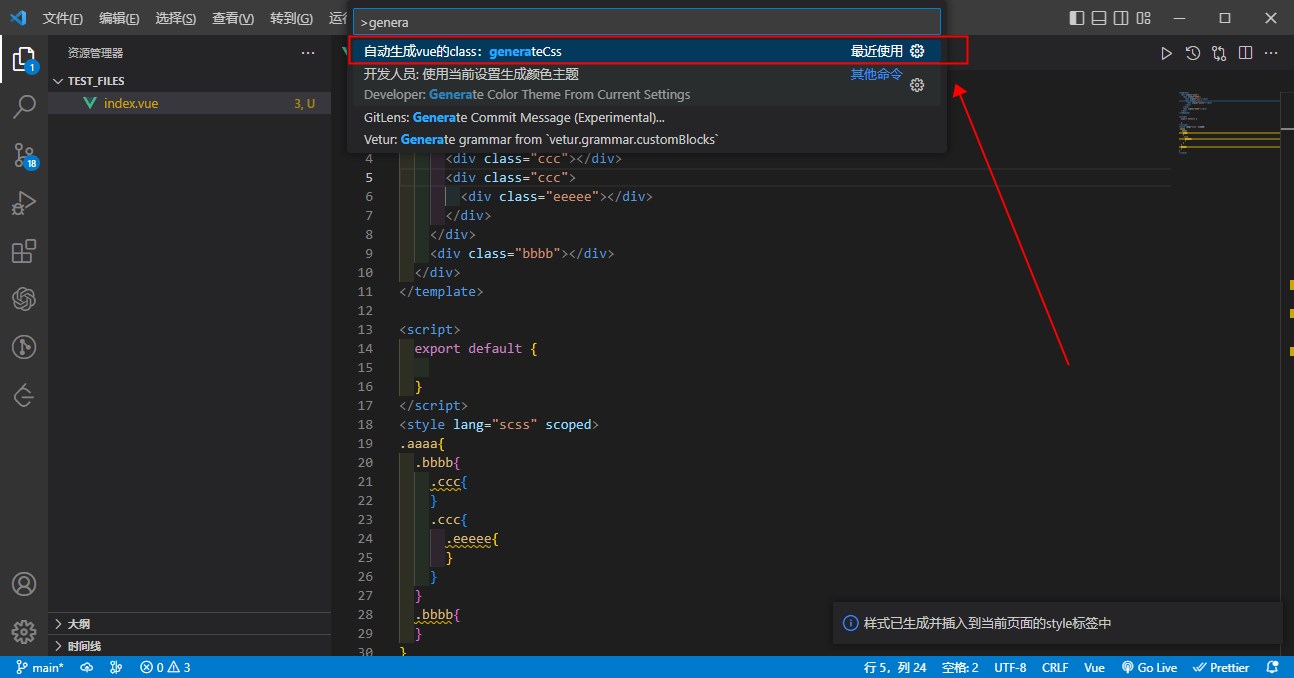 文件(F) 编辑(E) 选择(S) 查看(V) 转到(G) 运行
>genera
自动生成vue的class：generateCss 最近使用
开发人员: 使用当前设置生成颜色主题 其他命令
Developer: Generate Color Theme From Current Settings
GitLens: Generate Commit Message (Experimental)...
Vetur: Generate grammar from `vetur.grammar.customBlocks`
资源管理器
TEST_FILES
index.vue 3, U
1
18
4 <div class="ccc"></div>
5 <div class="ccc">
6 <div class="eeeee"></div>
7 </div>
8 </div>
9 <div class="bbbb"></div>
10 </div>
11 </template>
12
13 <script>
14 export default {
15
16 }
17 </script>
18 <style lang="scss" scoped>
19 .aaaa{
20 .bbbb{
21 .ccc{
22 }
23 .ccc{
24 .eeeee{
25 }
26 }
27 }
28 .bbbb{
29 }
30 }
大纲
时间线
样式已生成并插入到当前页面的style标签中
main* 0 3 行 5，列 24 空格: 2 UTF-8 CRLF Vue Go Live Prettier